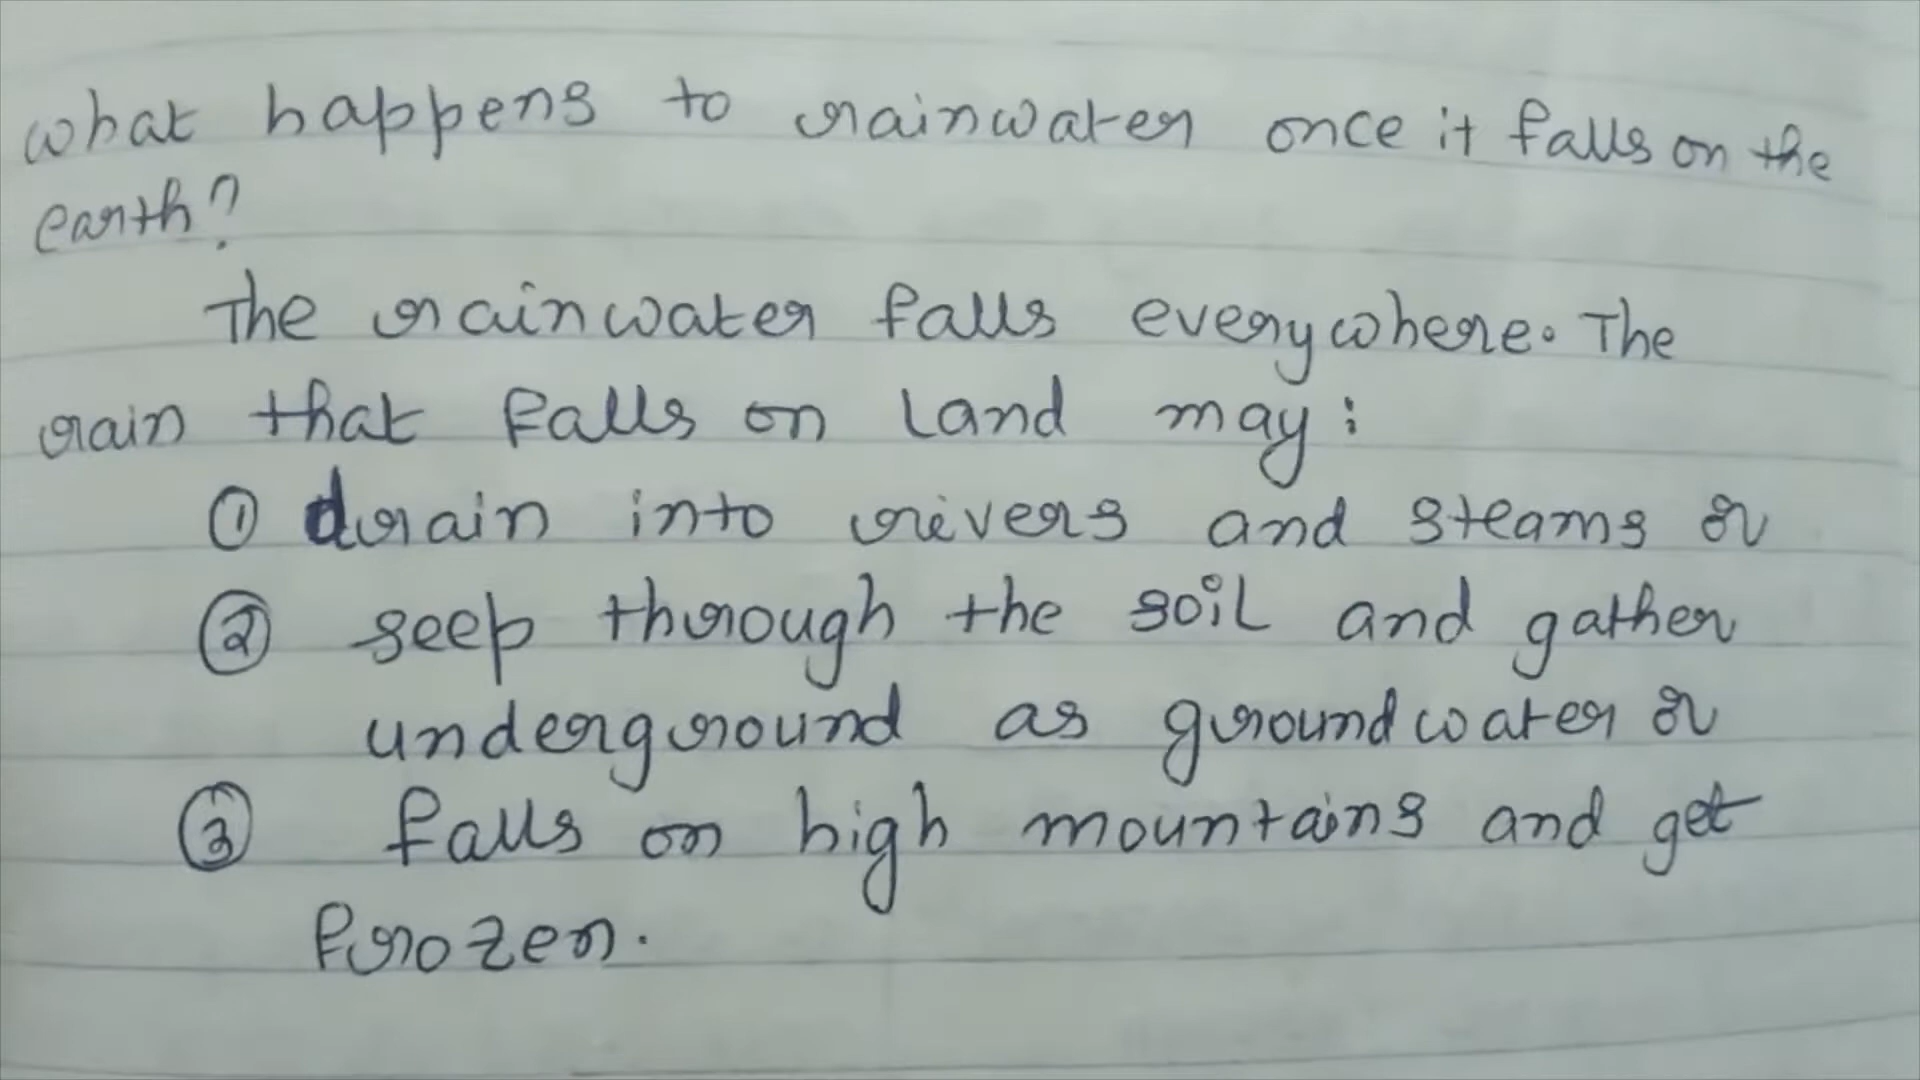 what happens to rainwater once it falls on the
earth?
The rainwater falls everywhere. The
rain that falls on land may:
① drain into rivers and steams or
② seep through the soil and gather
underground as groundwater or
③ falls on high mountains and get
frozen.